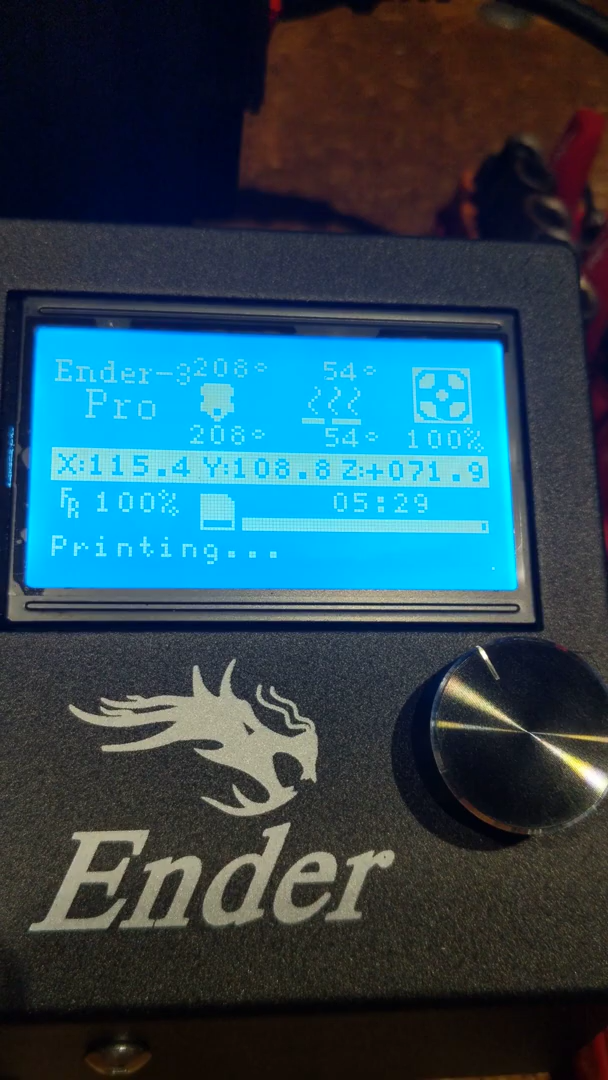 Ender-3 208° 54°
Pro
208° 54° 100%
X:115.4 Y:108.8 Z:+071.9
FR 100% 05:29
Printing...
Ender